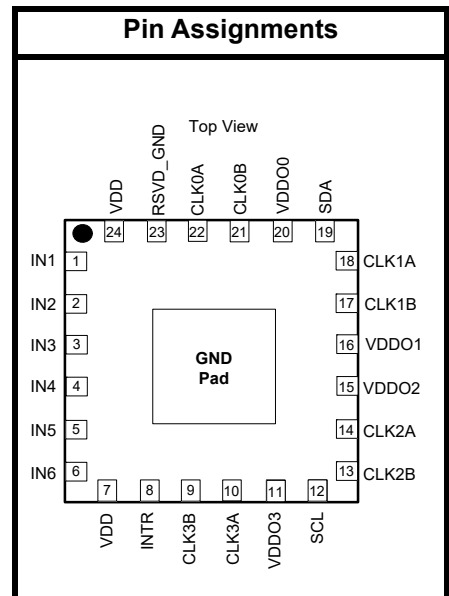 Pin Assignments
Top View
VDD
RSVD_GND
CLK0A
CLK0B
VDDO0
SDA
24
23
22
21
20
19
IN1
1
18
CLK1A
IN2
2
17
CLK1B
IN3
3
16
VDDO1
GND
Pad
IN4
4
15
VDDO2
IN5
5
14
CLK2A
IN6
6
13
CLK2B
7
8
9
10
11
12
VDD
INTR
CLK3B
CLK3A
VDDO3
SCL